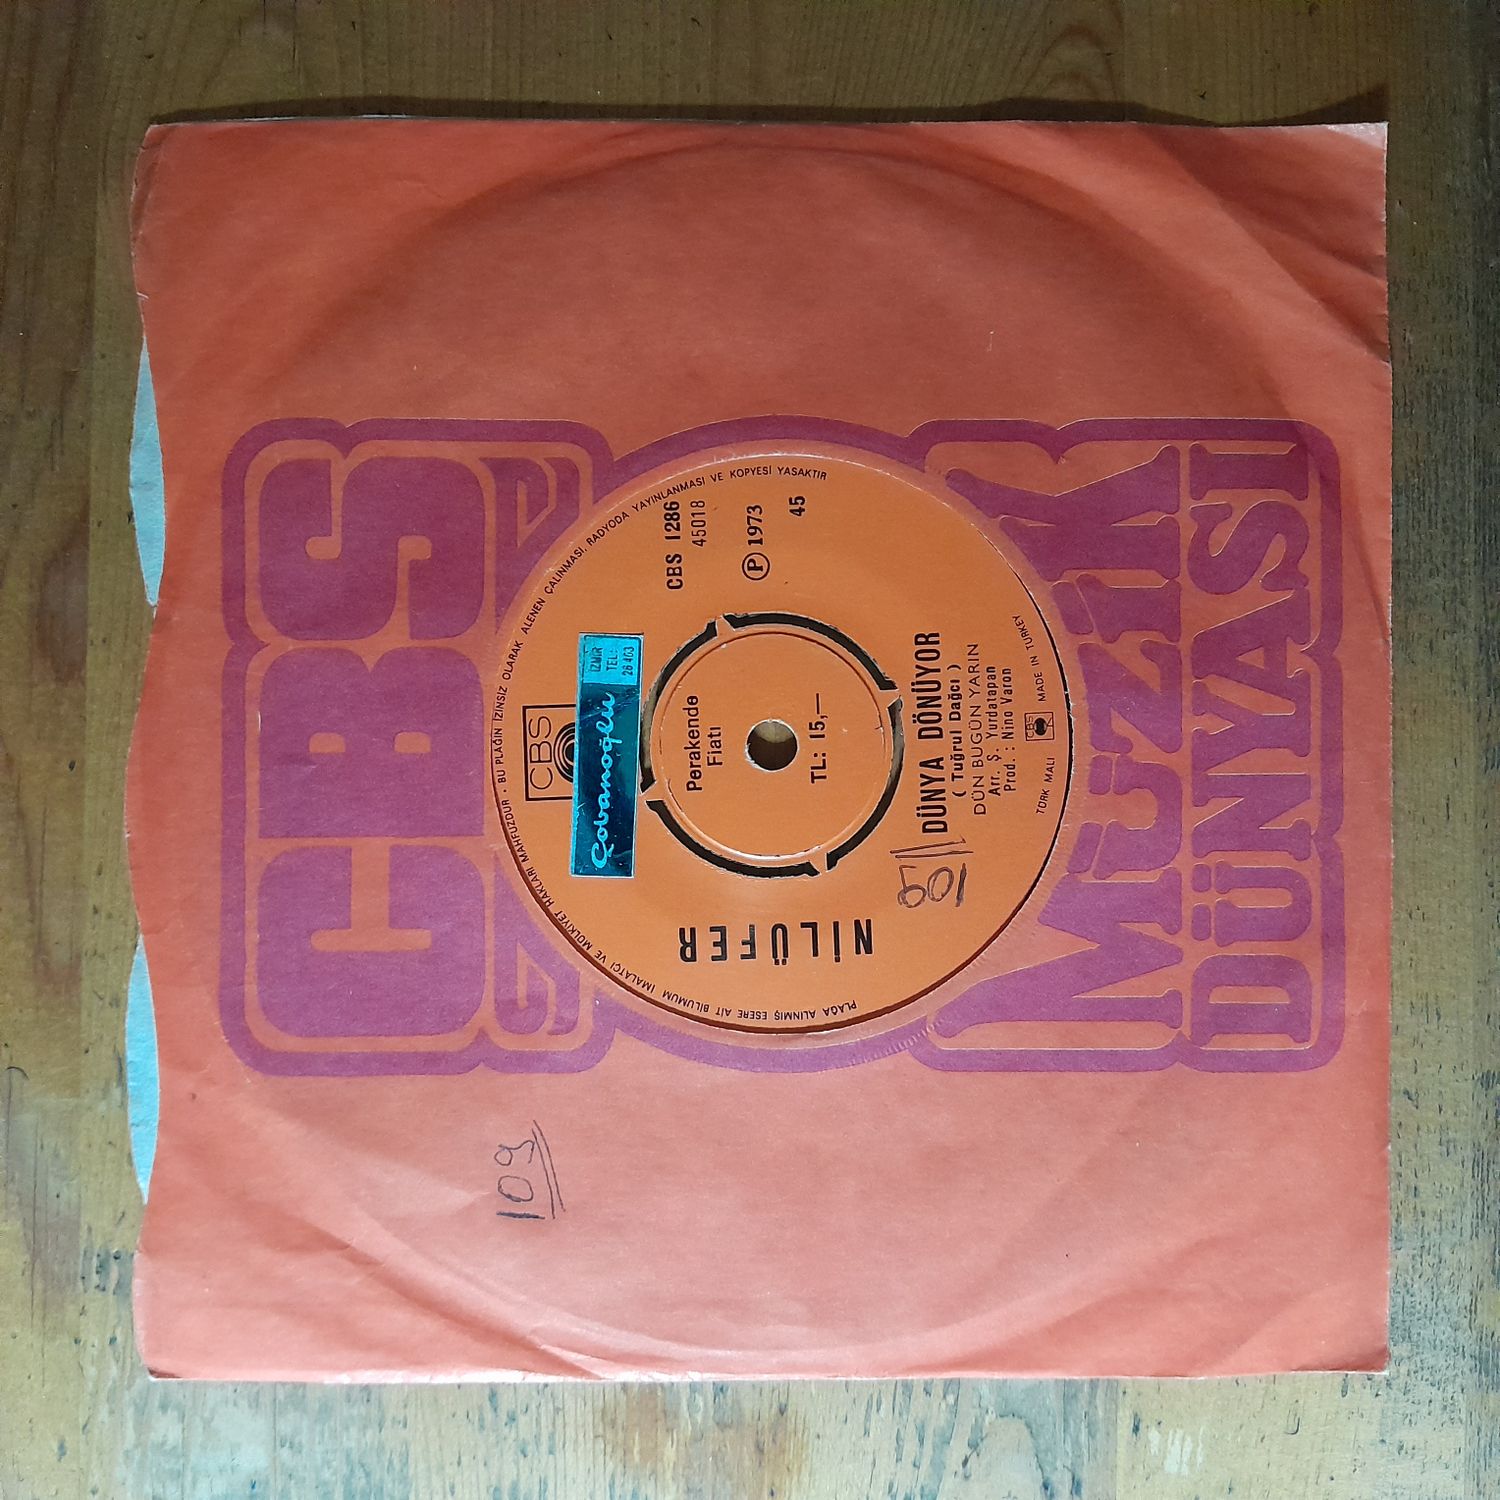 CBS
MÜZİK
DÜNYASI
PLAĞA ALINMIŞ ESERE AİT BİLUMUM İMALATÇI VE MÜLKİYET HAKLARI MAHFUZDUR · BU PLAĞIN İZİNSİZ OLARAK ALENEN ÇALINMASI, RADYODA YAYINLANMASI VE KOPYESİ YASAKTIR
CBS
Çobanoğlu
İZMİR
TEL:
26 403
CBS 1286
45018
Ⓟ 1973
45
Perakende
Fiatı
TL: 15,—
NİLÜFER
501
DÜNYA DÖNÜYOR
( Tuğrul Dağcı )
DÜN BUGÜN YARIN
Arr. Ş. Yurdatapan
Prod. : Nino Varon
TÜRK MALI
CBS
MADE IN TURKEY
109